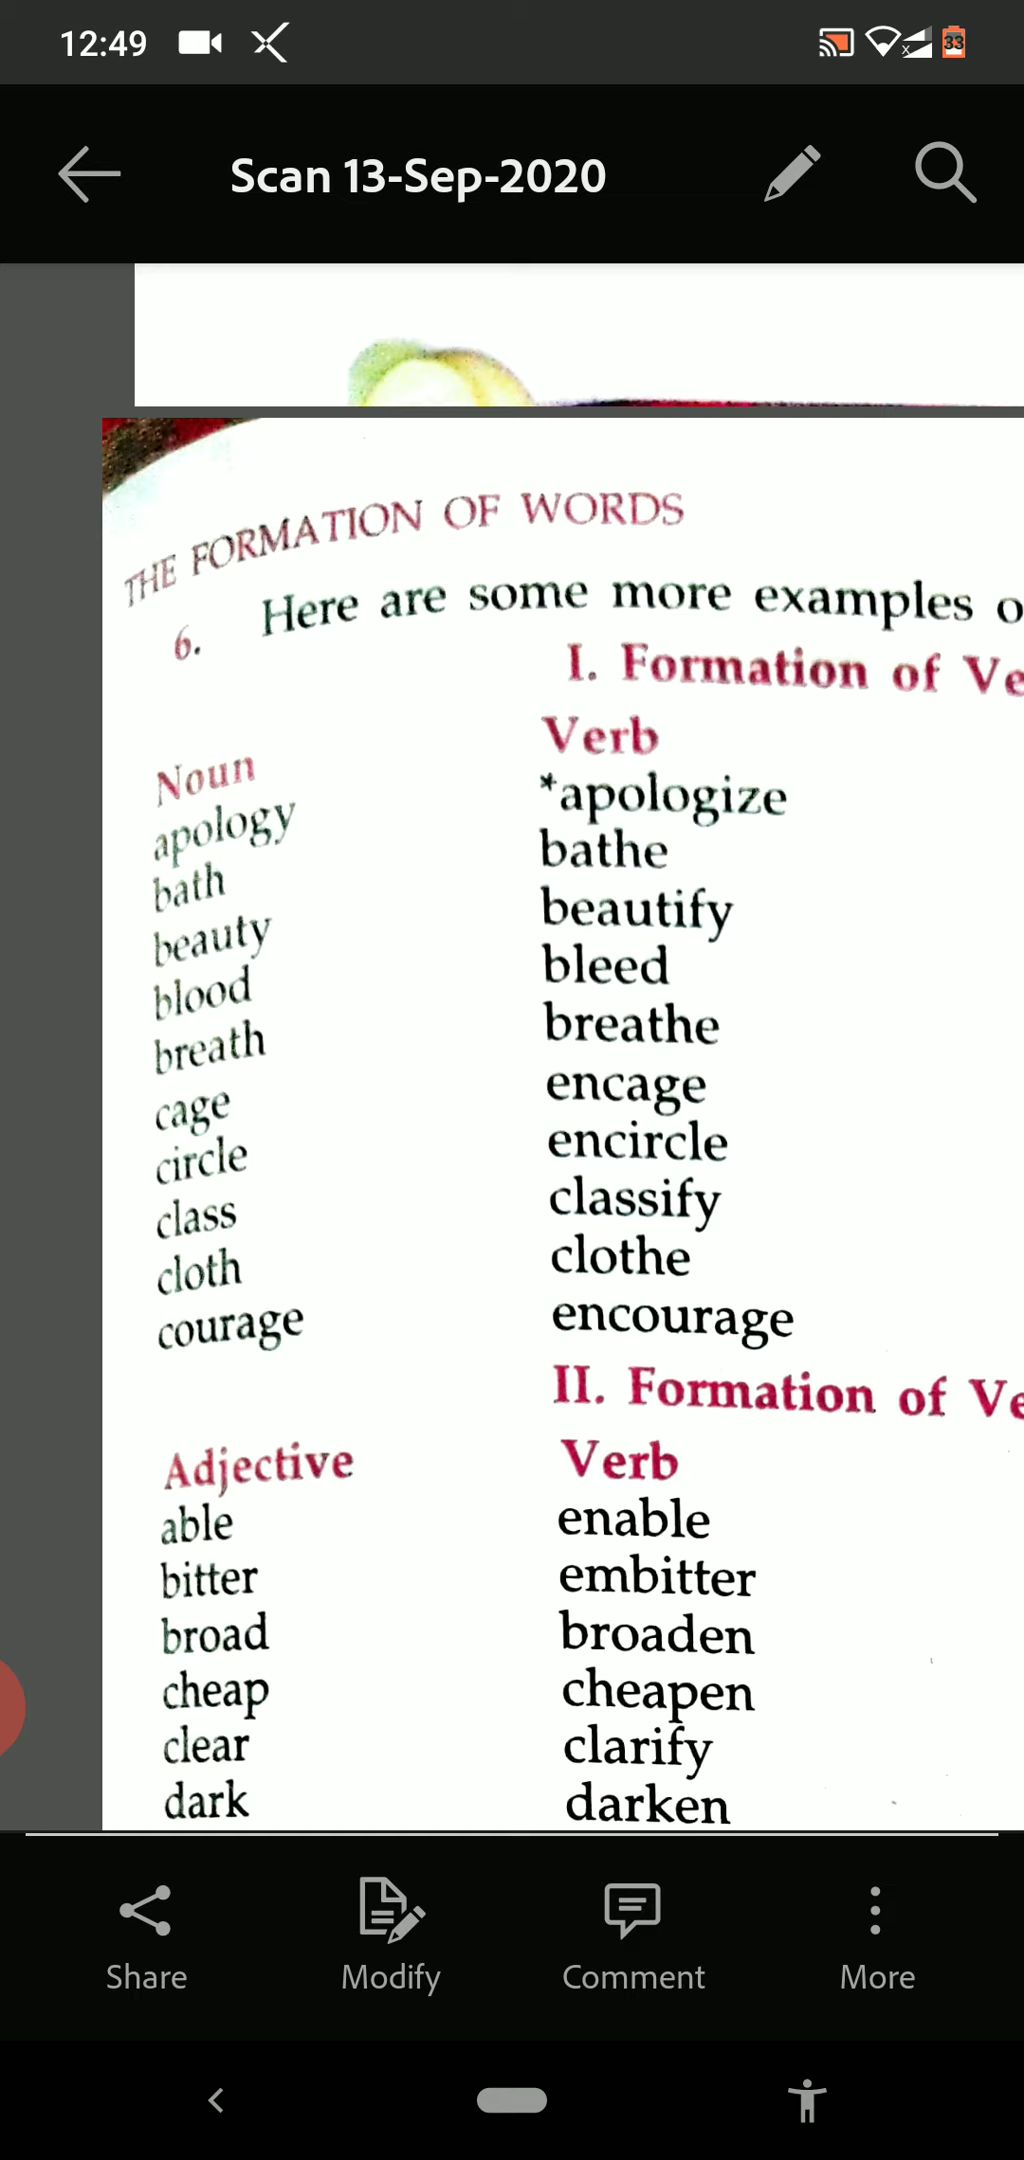 12:49
33
Scan 13-Sep-2020
THE FORMATION OF WORDS
6. Here are some more examples o
I. Formation of Ve
Noun Verb
apology *apologize
bath bathe
beauty beautify
blood bleed
breath breathe
cage encage
circle encircle
class classify
cloth clothe
courage encourage
II. Formation of Ve
Adjective Verb
able enable
bitter embitter
broad broaden
cheap cheapen
clear clarify
dark darken
Share Modify Comment More